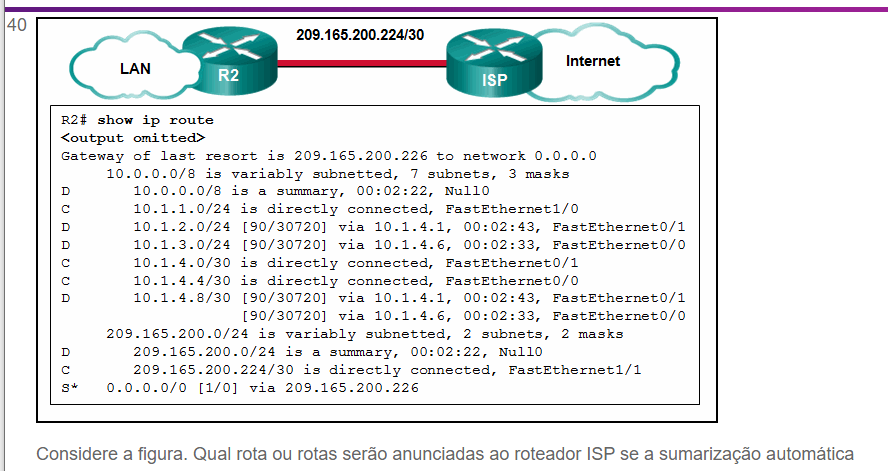 40
209.165.200.224/30
LAN
R2
ISP
Internet
R2# show ip route
<output omitted>
Gateway of last resort is 209.165.200.226 to network 0.0.0.0
10.0.0.0/8 is variably subnetted, 7 subnets, 3 masks
D 10.0.0.0/8 is a summary, 00:02:22, Null0
C 10.1.1.0/24 is directly connected, FastEthernet1/0
D 10.1.2.0/24 [90/30720] via 10.1.4.1, 00:02:43, FastEthernet0/1
D 10.1.3.0/24 [90/30720] via 10.1.4.6, 00:02:33, FastEthernet0/0
C 10.1.4.0/30 is directly connected, FastEthernet0/1
C 10.1.4.4/30 is directly connected, FastEthernet0/0
D 10.1.4.8/30 [90/30720] via 10.1.4.1, 00:02:43, FastEthernet0/1
[90/30720] via 10.1.4.6, 00:02:33, FastEthernet0/0
209.165.200.0/24 is variably subnetted, 2 subnets, 2 masks
D 209.165.200.0/24 is a summary, 00:02:22, Null0
C 209.165.200.224/30 is directly connected, FastEthernet1/1
S* 0.0.0.0/0 [1/0] via 209.165.200.226
Considere a figura. Qual rota ou rotas serão anunciadas ao roteador ISP se a sumarização automática